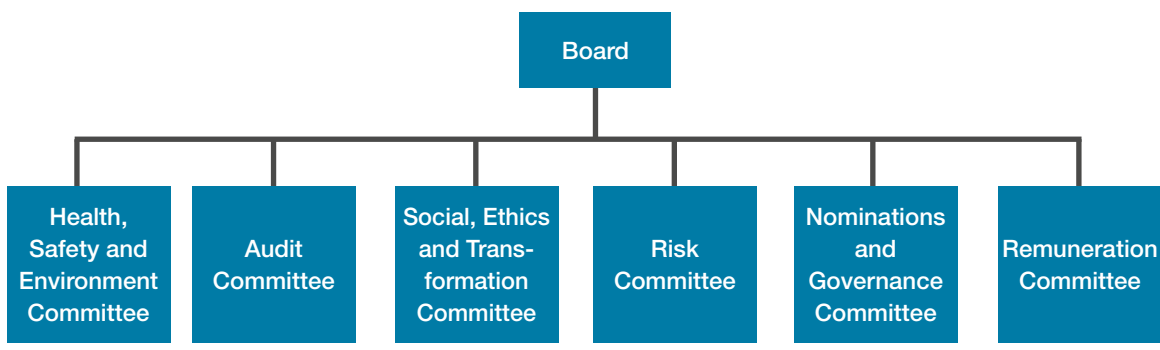 Board
Health,
Safety and
Environment
Committee
Audit
Committee
Social, Ethics
and Trans-
formation
Committee
Risk
Committee
Nominations
and
Governance
Committee
Remuneration
Committee